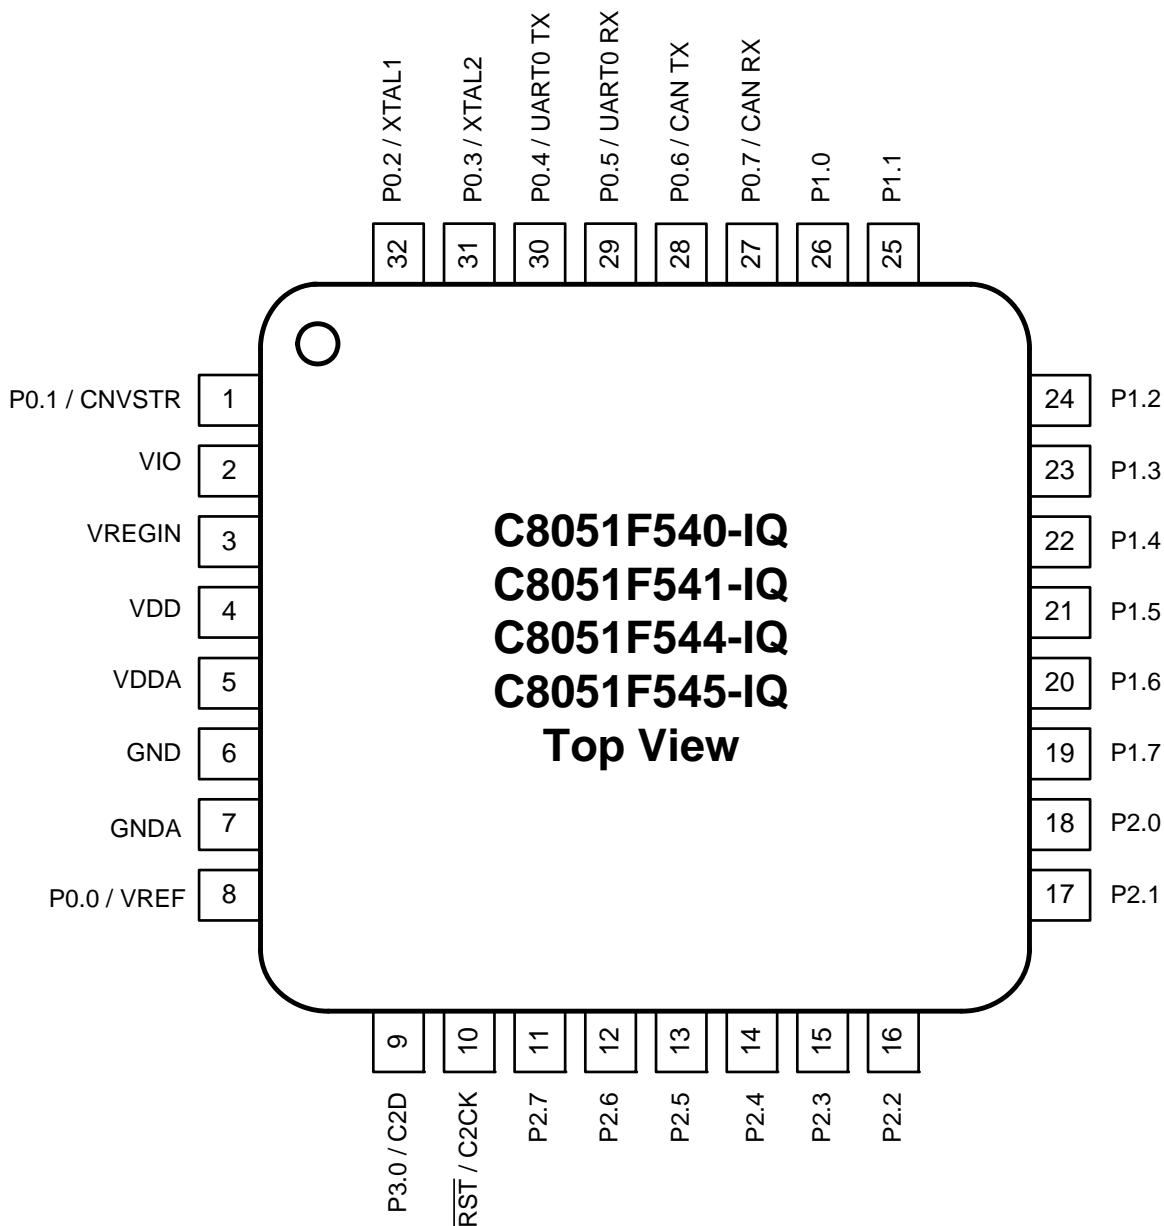 P0.2 / XTAL1
P0.3 / XTAL2
P0.4 / UART0 TX
P0.5 / UART0 RX
P0.6 / CAN TX
P0.7 / CAN RX
P1.0
P1.1
32
31
30
29
28
27
26
25
P0.1 / CNVSTR 1
VIO 2
VREGIN 3
VDD 4
VDDA 5
GND 6
GNDA 7
P0.0 / VREF 8
C8051F540-IQ
C8051F541-IQ
C8051F544-IQ
C8051F545-IQ
Top View
24 P1.2
23 P1.3
22 P1.4
21 P1.5
20 P1.6
19 P1.7
18 P2.0
17 P2.1
9
10
11
12
13
14
15
16
P3.0 / C2D
RST / C2CK
P2.7
P2.6
P2.5
P2.4
P2.3
P2.2